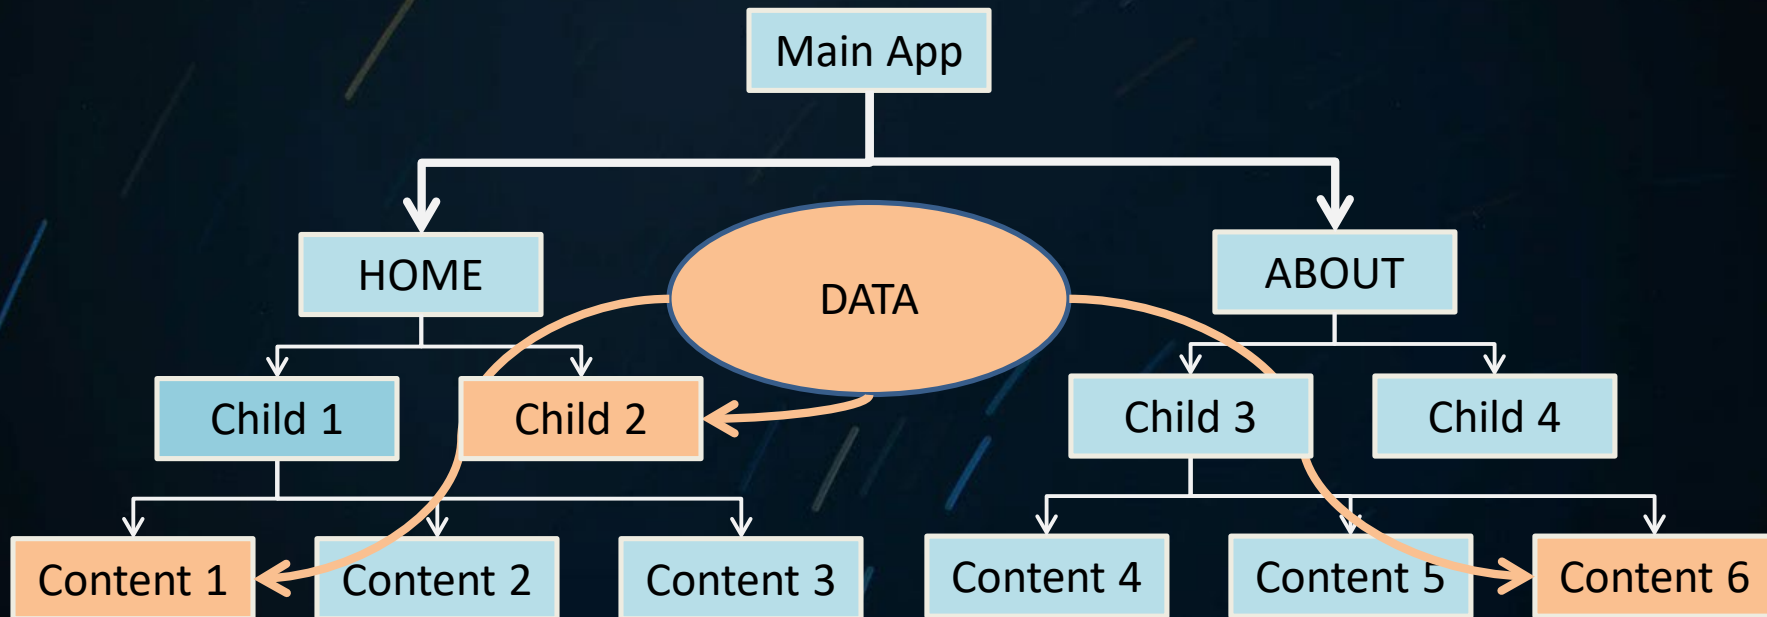 Main App
HOME
DATA
ABOUT
Child 1
Child 2
Child 3
Child 4
Content 1
Content 2
Content 3
Content 4
Content 5
Content 6